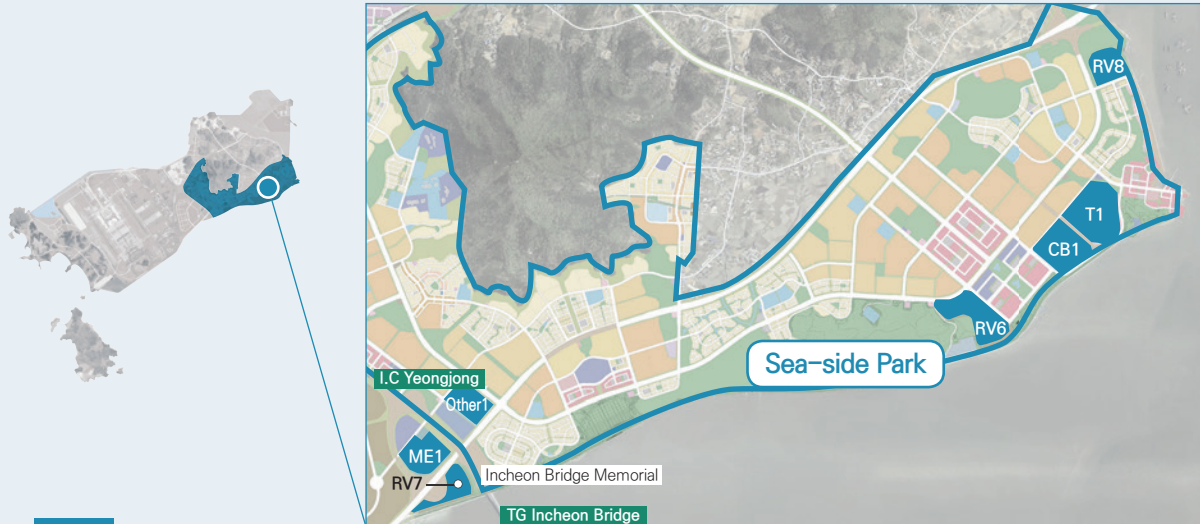 RV8
T1
CB1
RV6
Sea-side Park
I.C Yeongjong
Other1
ME1
RV7
Incheon Bridge Memorial
TG Incheon Bridge